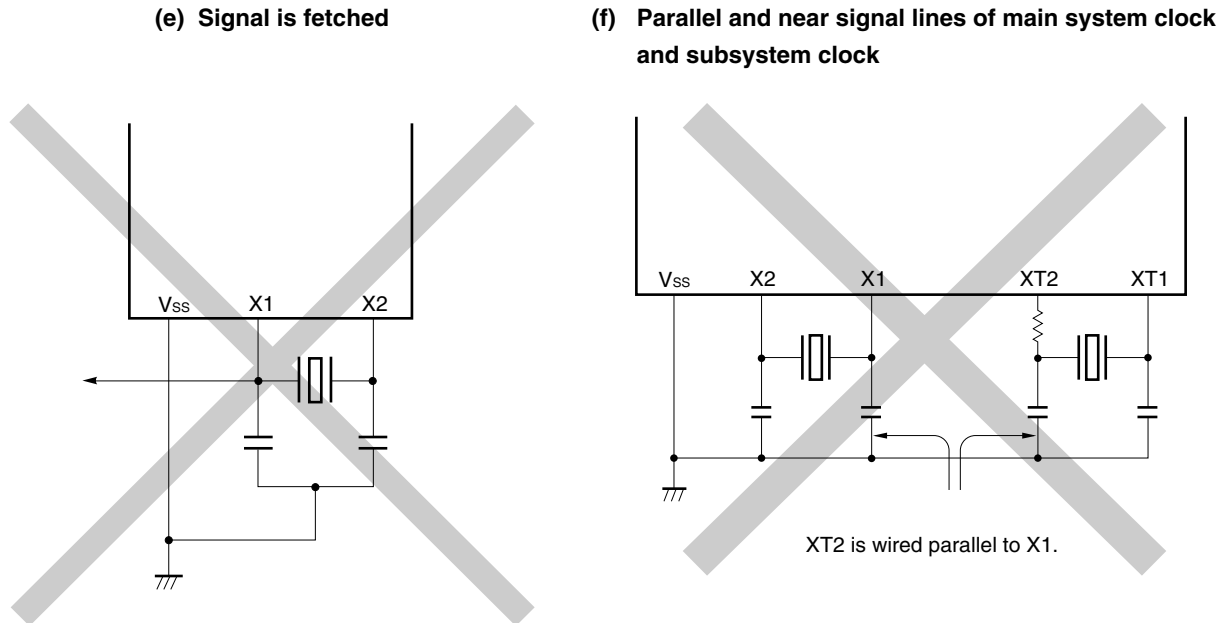 (e) Signal is fetched
(f) Parallel and near signal lines of main system clock
and subsystem clock
VSS X1 X2
VSS X2 X1 XT2 XT1
XT2 is wired parallel to X1.